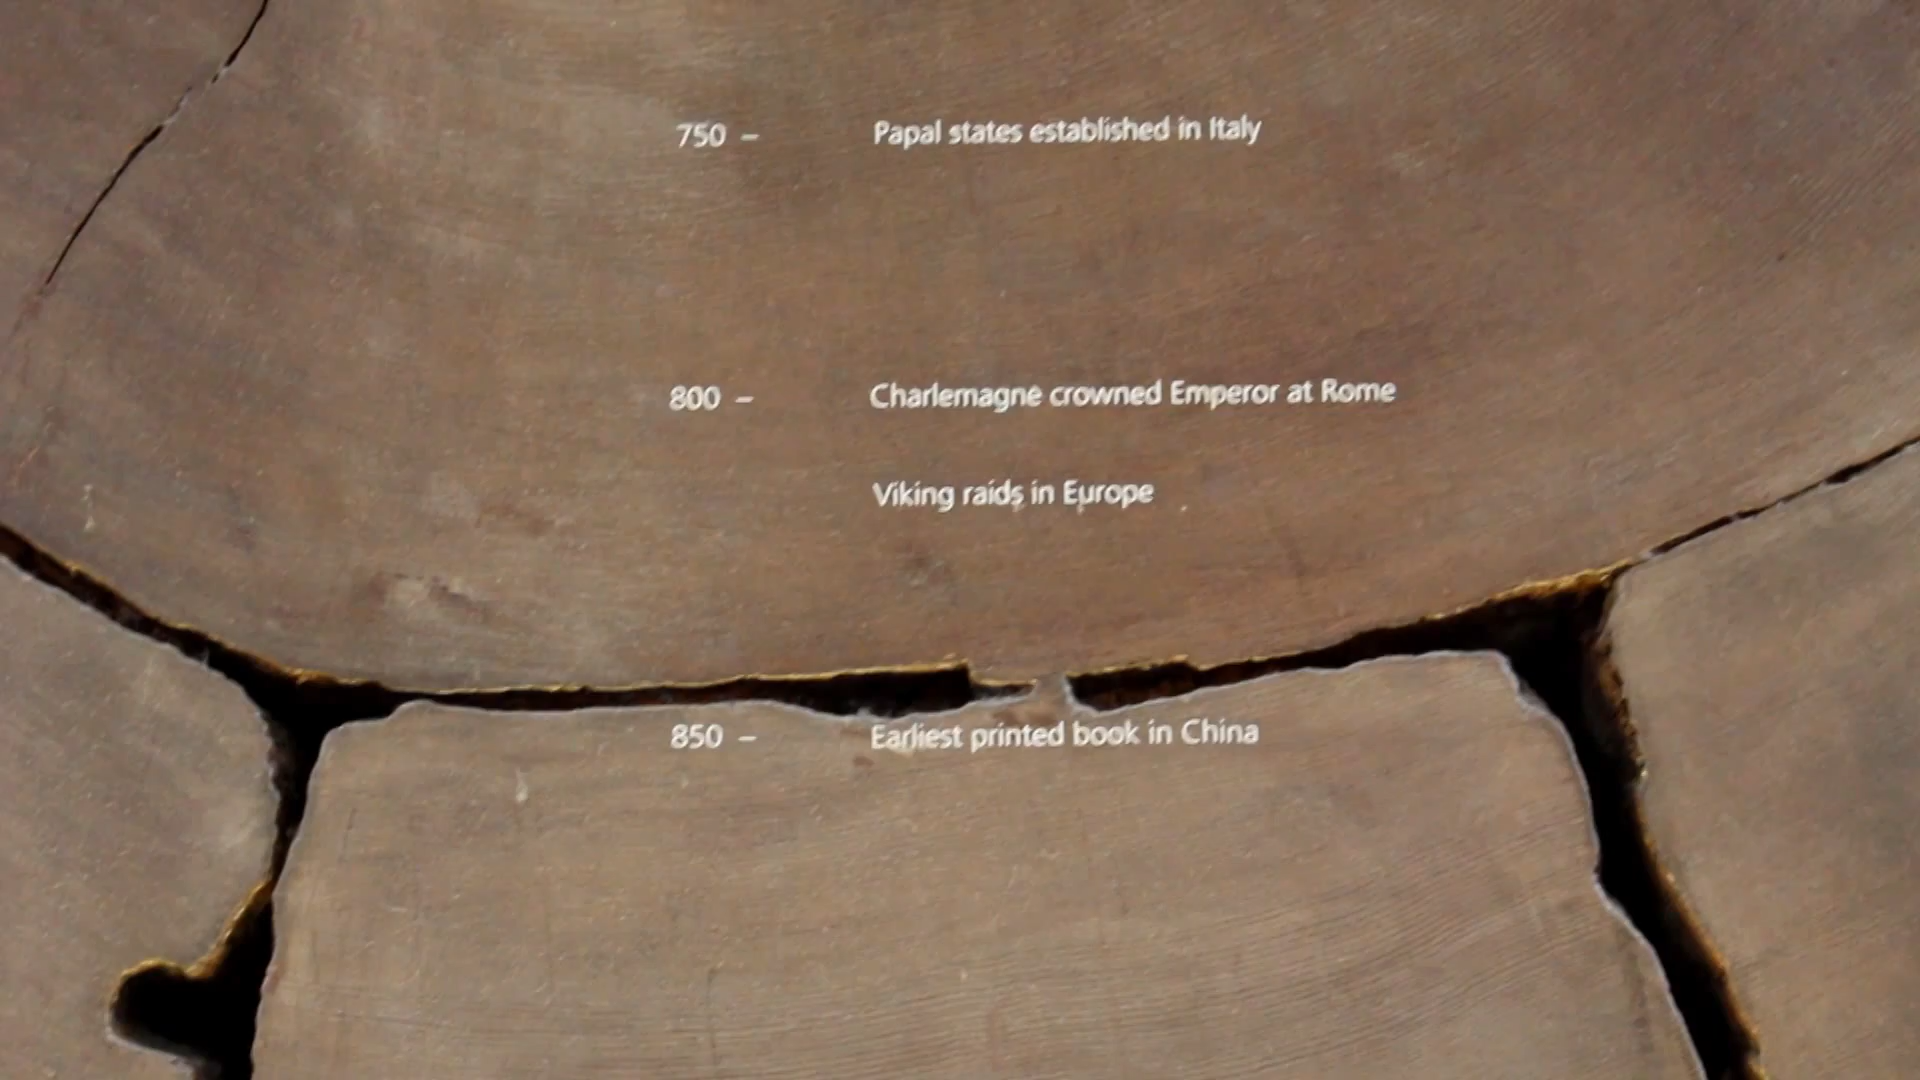 750 – Papal states established in Italy
800 – Charlemagne crowned Emperor at Rome
Viking raids in Europe
850 – Earliest printed book in China